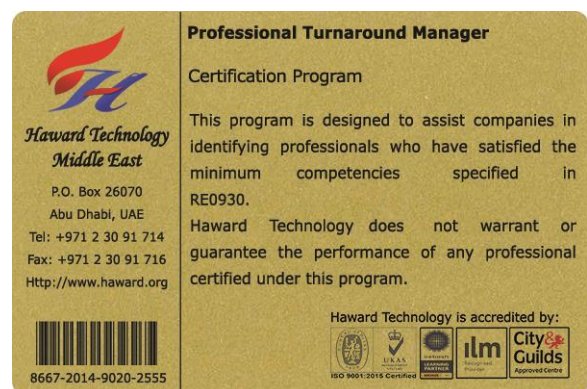 Haward Technology
Middle East
P.O. Box 26070
Abu Dhabi, UAE
Tel: +971 2 30 91 714
Fax: +971 2 30 91 716
Http://www.haward.org
8667-2014-9020-2555
Professional Turnaround Manager
Certification Program
This program is designed to assist companies in
identifying professionals who have satisfied the
minimum competencies specified in
RE0930.
Haward Technology does not warrant or
guarantee the performance of any professional
certified under this program.
Haward Technology is accredited by:
UKAS
ISO 9001:2015 Certified
LEARNING
PARTNER
ilm
City&
Guilds
Approved Centre